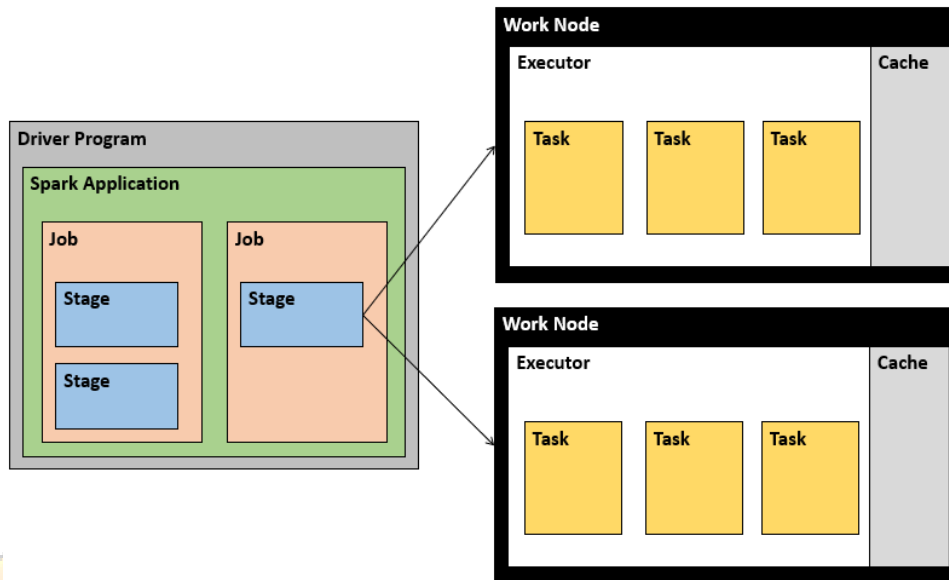 Driver Program
Spark Application
Job
Stage
Stage
Job
Stage
Work Node
Executor
Cache
Task
Task
Task
Work Node
Executor
Cache
Task
Task
Task